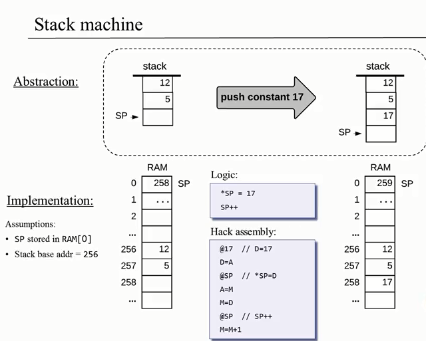 Stack machine
Abstraction:
stack
12
5
SP
push constant 17
stack
12
5
17
SP
Implementation:
Assumptions:
• SP stored in RAM[0]
• Stack base addr = 256
RAM
0 258 SP
1 ...
2
...
256 12
257 5
258
...
Logic:
*SP = 17
SP++
Hack assembly:
@17 // D=17
D=A
@SP // *SP=D
A=M
M=D
@SP // SP++
M=M+1
RAM
0 259 SP
1 ...
2
...
256 12
257 5
258 17
...